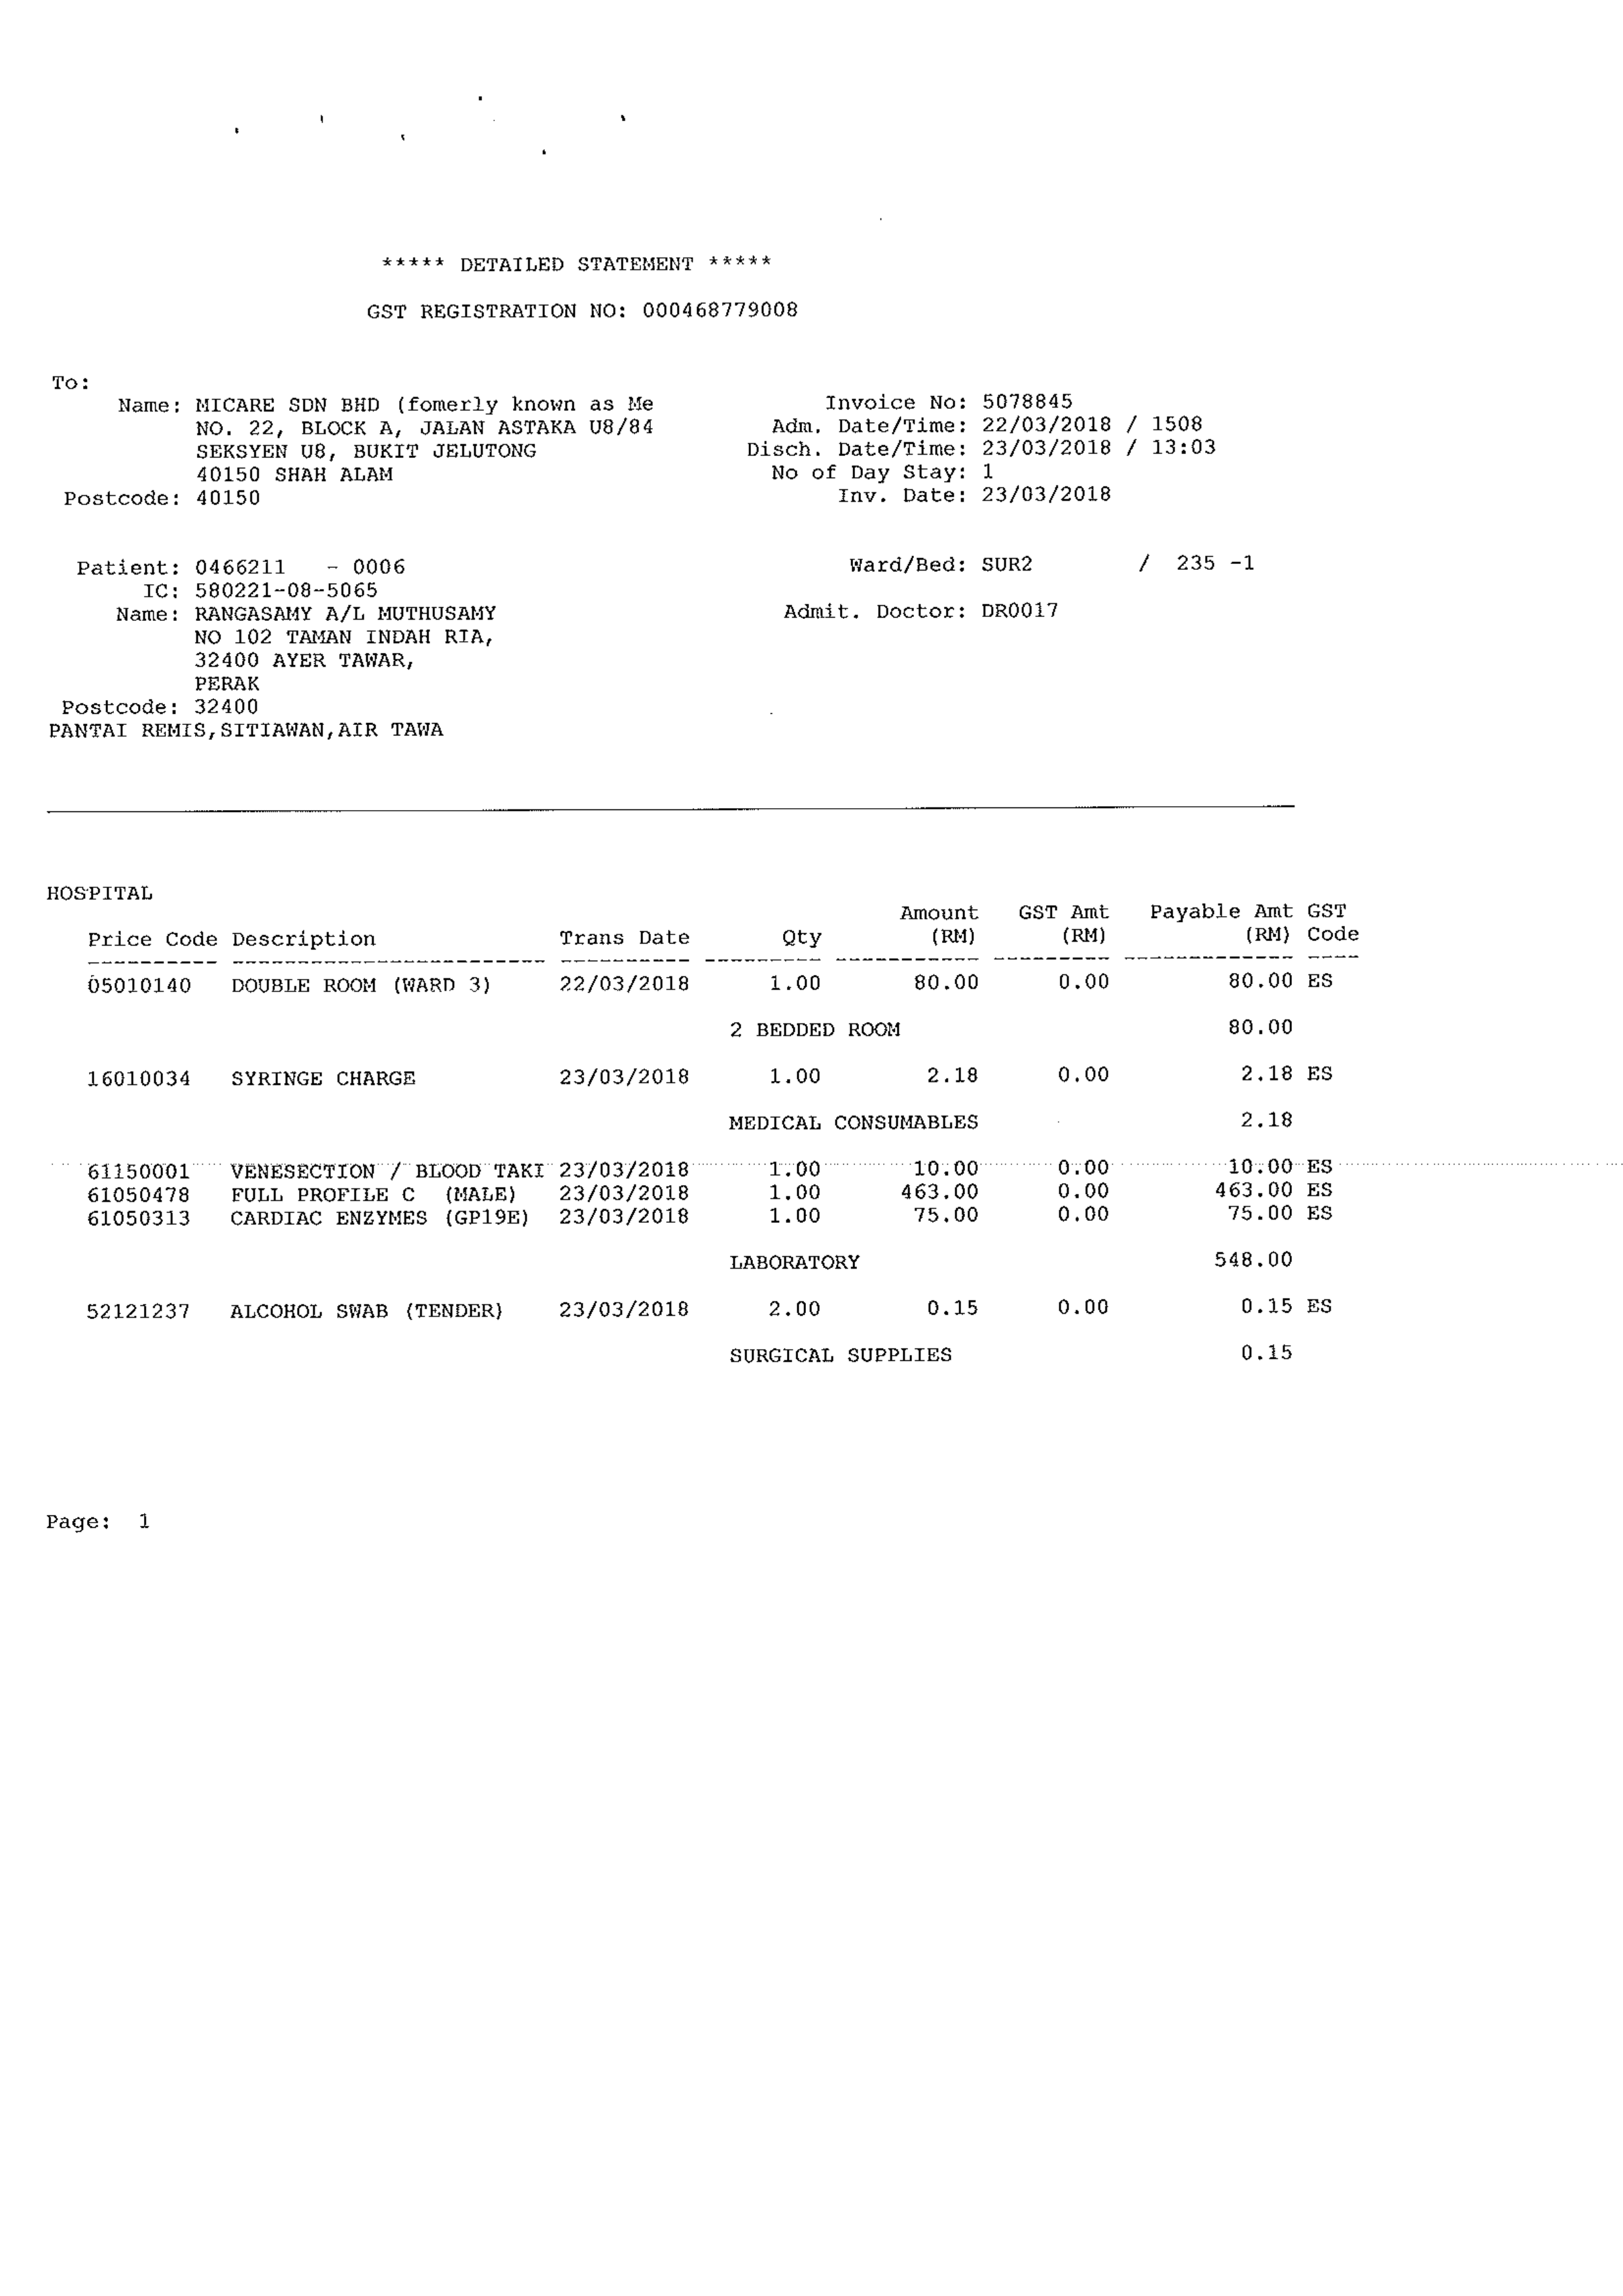 ***** DETAILED STATEMENT *****
GST REGISTRATION NO: 000468779008
To:
Name: MICARE SDN BHD (fomerly known as Me
NO. 22, BLOCK A, JALAN ASTAKA U8/84
SEKSYEN U8, BUKIT JELUTONG
40150 SHAH ALAM
Postcode: 40150
Invoice No: 5078845
Adm. Date/Time: 22/03/2018 / 1508
Disch. Date/Time: 23/03/2018 / 13:03
No of Day Stay: 1
Inv. Date: 23/03/2018
Patient: 0466211 - 0006
IC: 580221-08-5065
Name: RANGASAMY A/L MUTHUSAMY
NO 102 TAMAN INDAH RIA,
32400 AYER TAWAR,
PERAK
Postcode: 32400
PANTAI REMIS,SITIAWAN,AIR TAWA
Ward/Bed: SUR2 / 235 -1
Admit. Doctor: DR0017
HOSPITAL
Amount GST Amt Payable Amt GST
Price Code Description Trans Date Qty (RM) (RM) (RM) Code
05010140 DOUBLE ROOM (WARD 3) 22/03/2018 1.00 80.00 0.00 80.00 ES
2 BEDDED ROOM 80.00
16010034 SYRINGE CHARGE 23/03/2018 1.00 2.18 0.00 2.18 ES
MEDICAL CONSUMABLES 2.18
61150001 VENESECTION / BLOOD TAKI 23/03/2018 1.00 10.00 0.00 10.00 ES
61050478 FULL PROFILE C (MALE) 23/03/2018 1.00 463.00 0.00 463.00 ES
61050313 CARDIAC ENZYMES (GP19E) 23/03/2018 1.00 75.00 0.00 75.00 ES
LABORATORY 548.00
52121237 ALCOHOL SWAB (TENDER) 23/03/2018 2.00 0.15 0.00 0.15 ES
SURGICAL SUPPLIES 0.15
Page: 1